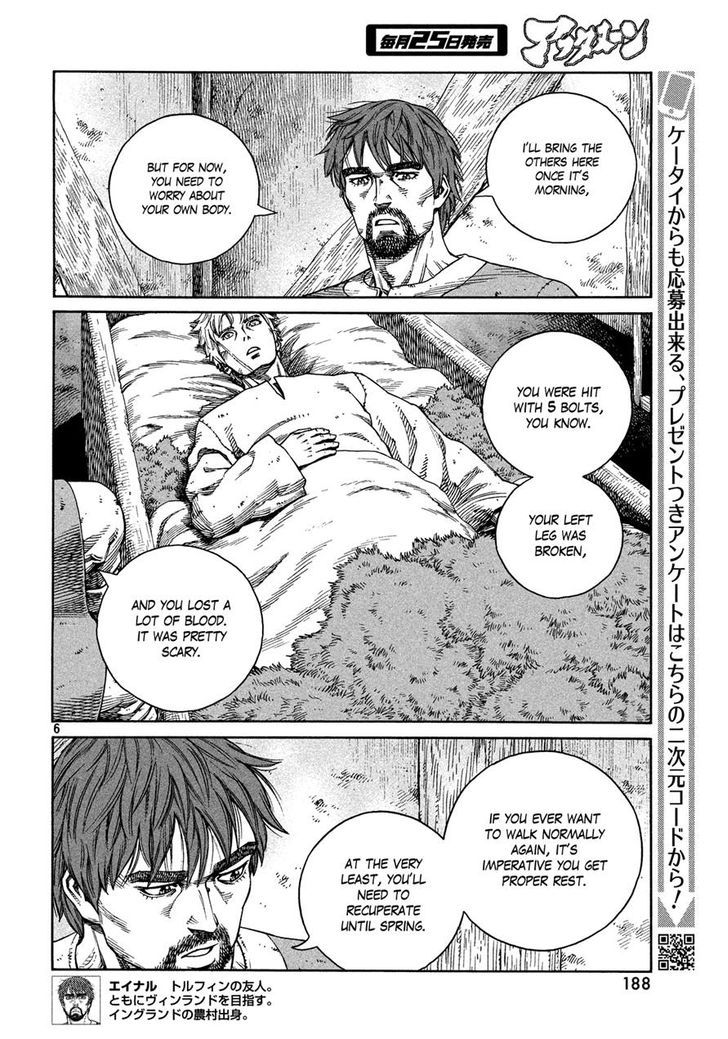 毎月25日発売
アフタヌーン
I'LL BRING
THE
OTHERS HERE
ONCE IT'S
MORNING,
BUT FOR NOW,
YOU NEED TO
WORRY ABOUT
YOUR OWN BODY.
YOU WERE HIT
WITH 5 BOLTS,
YOU KNOW.
YOUR LEFT
LEG WAS
BROKEN,
AND YOU LOST
A LOT OF
BLOOD.
IT WAS PRETTY
SCARY.
6
IF YOU EVER WANT
TO WALK NORMALLY
AGAIN, IT'S
IMPERATIVE YOU GET
PROPER REST.
AT THE VERY
LEAST, YOU'LL
NEED TO
RECUPERATE
UNTIL SPRING.
エイナル トルフィンの友人。
ともにヴィンランドを目指す。
イングランドの農村出身。
188
ケータイからも応募出来る、プレゼントつきアンケートはこちらの二次元コードから!